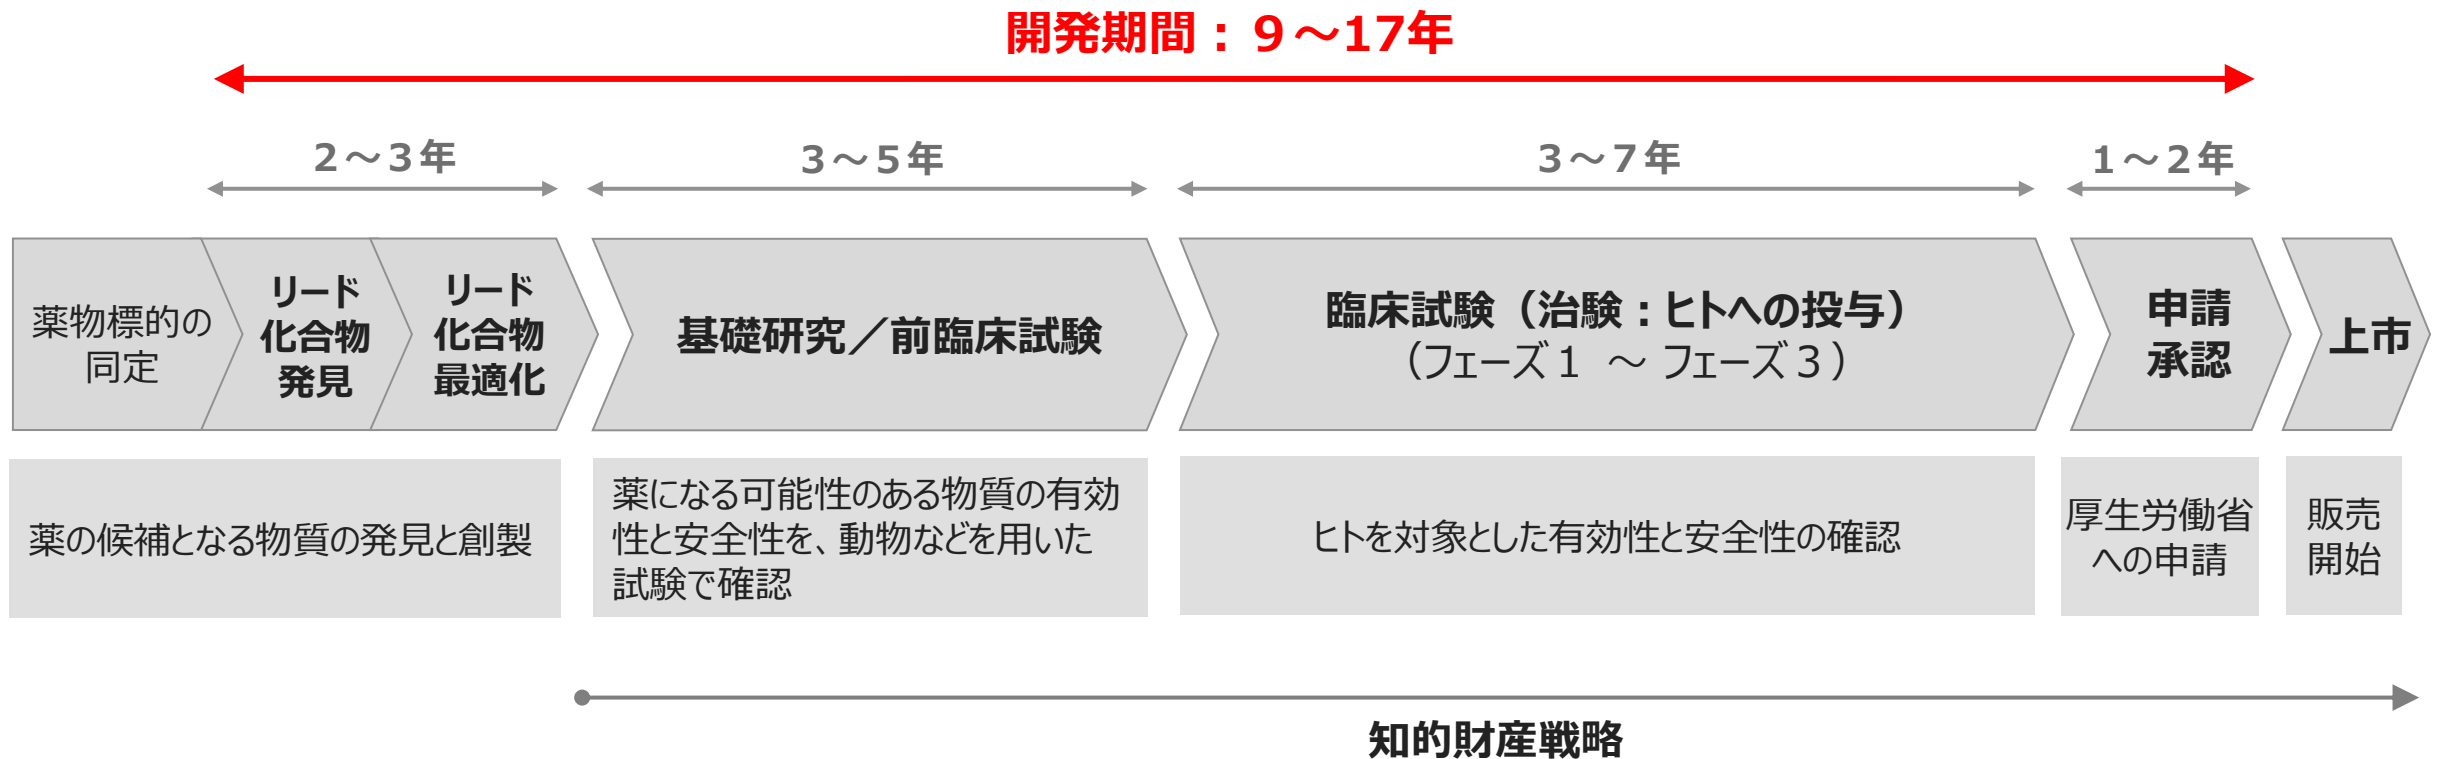 開発期間：９～17年
２～３年
３～５年
３～７年
１～２年
薬物標的の
同定
リード
化合物
発見
リード
化合物
最適化
基礎研究／前臨床試験
臨床試験（治験：ヒトへの投与）
（フェーズ１ ～ フェーズ３）
申請
承認
上市
薬の候補となる物質の発見と創製
薬になる可能性のある物質の有効
性と安全性を、動物などを用いた
試験で確認
ヒトを対象とした有効性と安全性の確認
厚生労働省
への申請
販売
開始
知的財産戦略